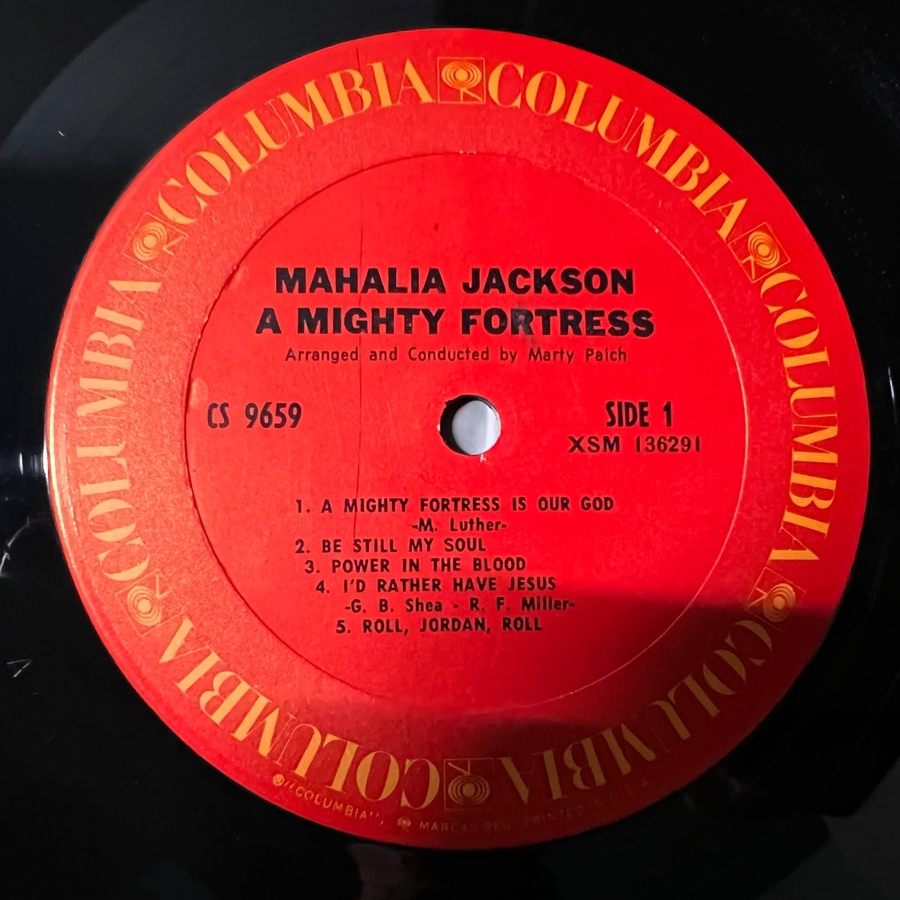 COLUMBIA COLUMBIA COLUMBIA COLUMBIA COLUMBIA COLUMBIA
MAHALIA JACKSON
A MIGHTY FORTRESS
Arranged and Conducted by Marty Paich
CS 9659
SIDE 1
XSM 136291
1. A MIGHTY FORTRESS IS OUR GOD
-M. Luther-
2. BE STILL MY SOUL
3. POWER IN THE BLOOD
4. I'D RATHER HAVE JESUS
-G. B. Shea - R. F. Miller-
5. ROLL, JORDAN, ROLL
®"COLUMBIA", ® MARCAS REG. PRINTED IN U.S.A.